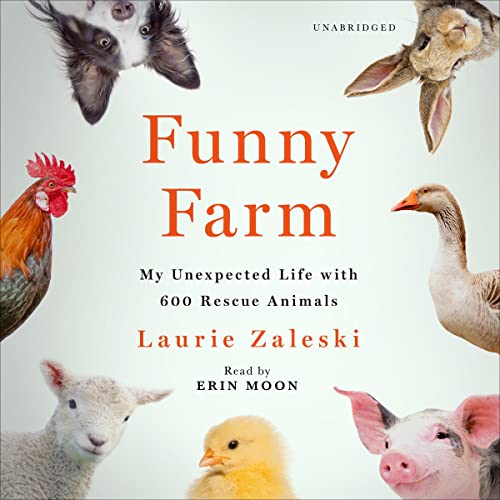 UNABRIDGED
Funny
Farm
My Unexpected Life with
600 Rescue Animals
Laurie Zaleski
Read by
ERIN MOON